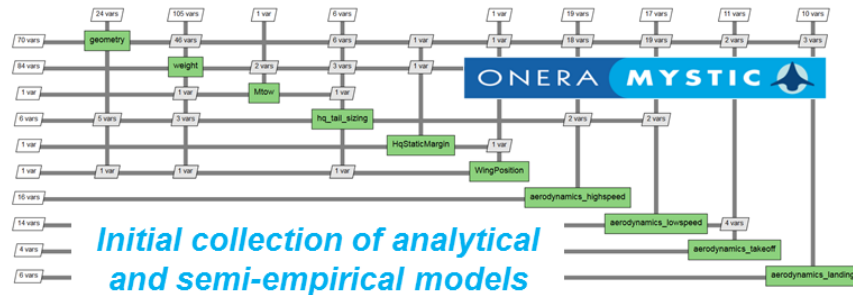 24 vars 105 vars 1 var 6 vars 1 var 19 vars 17 vars 11 vars 10 vars
70 vars geometry 46 vars 6 vars 1 var 1 var 18 vars 19 vars 2 vars 3 vars
84 vars weight 2 vars 3 vars 1 var
ONERA MYSTIC
1 var 1 var Mtow 1 var
6 vars 5 vars 3 vars hq_tail_sizing 2 vars 2 vars
1 var HqStaticMargin 1 var
1 var 1 var 1 var 1 var WingPosition
16 vars aerodynamics_highspeed
14 vars aerodynamics_lowspeed 4 vars
4 vars aerodynamics_takeoff
6 vars aerodynamics_landing
Initial collection of analytical
and semi-empirical models